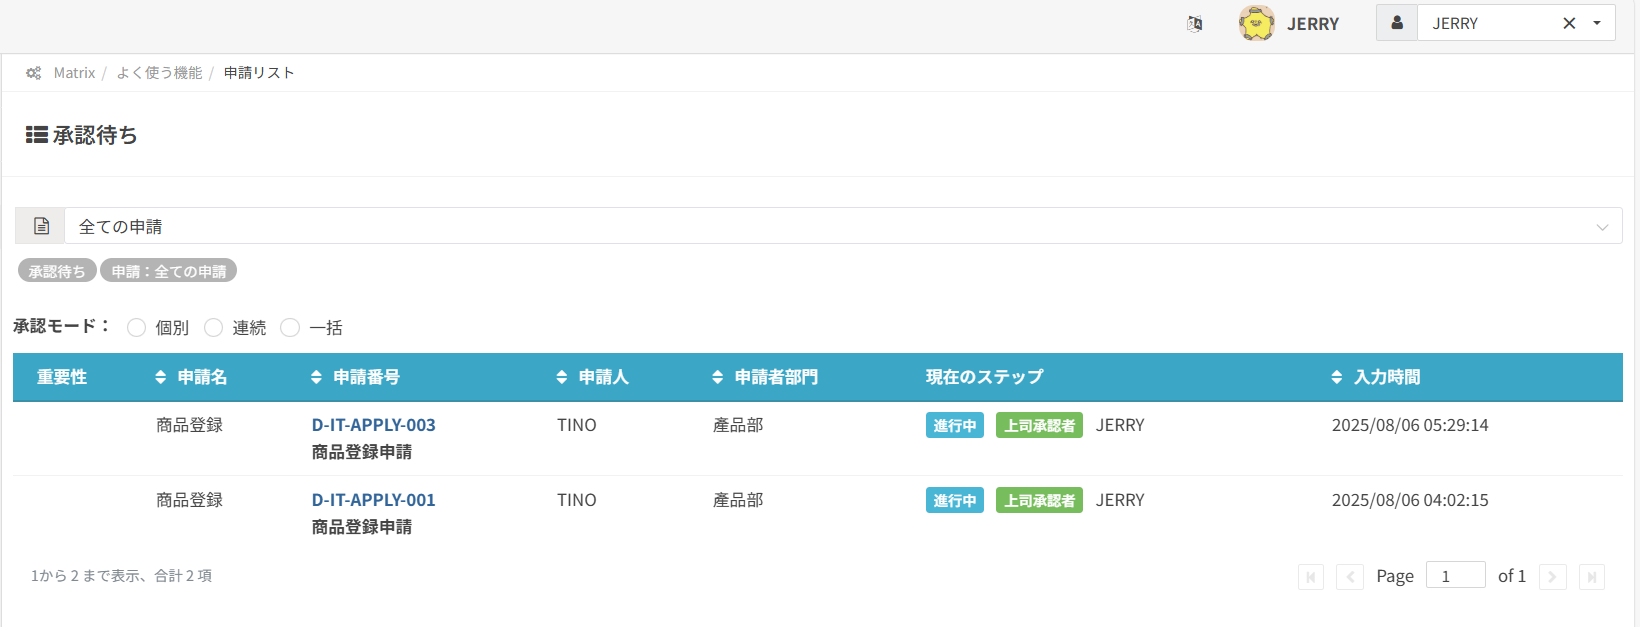 JERRY
JERRY
Matrix / よく使う機能 / 申請リスト
承認待ち
全ての申請
承認待ち 申請：全ての申請
承認モード： 個別 連続 一括
重要性 申請名 申請番号 申請人 申請者部門 現在のステップ 入力時間
商品登録 D-IT-APPLY-003 TINO 產品部 進行中 上司承認者 JERRY 2025/08/06 05:29:14
商品登録申請
商品登録 D-IT-APPLY-001 TINO 產品部 進行中 上司承認者 JERRY 2025/08/06 04:02:15
商品登録申請
1から 2 まで表示、合計 2 項
Page 1 of 1